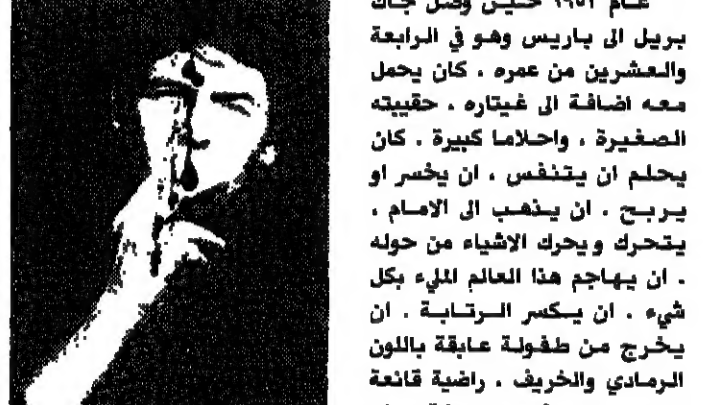 عام ١٩٥٢ حين وصل جاك
بريل الى باريس وهو في الرابعة
والعشرين من عمره ، كان يحمل
معه اضافة الى غيتاره ، حقيبته
الصغيرة ، واحلاما كبيرة . كان
يحلم ان يتنفس ، ان يخسر او
يربح . ان يذهب الى الامام ،
يتحرك ويحرك الاشياء من حوله
. ان يهاجم هذا العالم المليء بكل
شيء . ان يكسر الرتابة . ان
يخرج من طفولة عابقة باللون
الرمادي والخريف . راضية قانعة